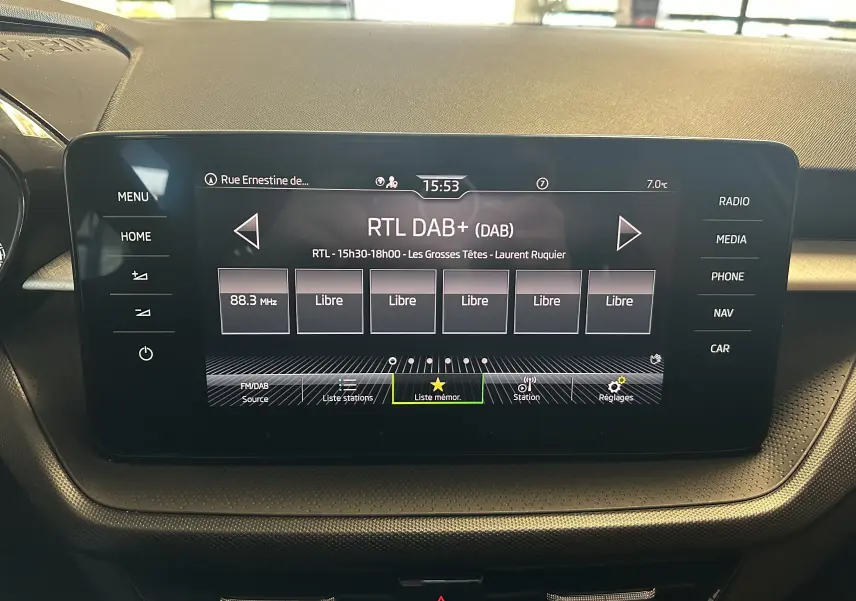 FABIA
Rue Ernestine de...
15:53
7
7.0°C
MENU
HOME
RADIO
MEDIA
PHONE
NAV
CAR
RTL DAB+ (DAB)
RTL - 15h30-18h00 - Les Grosses Têtes - Laurent Ruquier
88.3 MHz
Libre
Libre
Libre
Libre
Libre
FM/DAB
Source
Liste stations
Liste mémor.
Station
Réglages